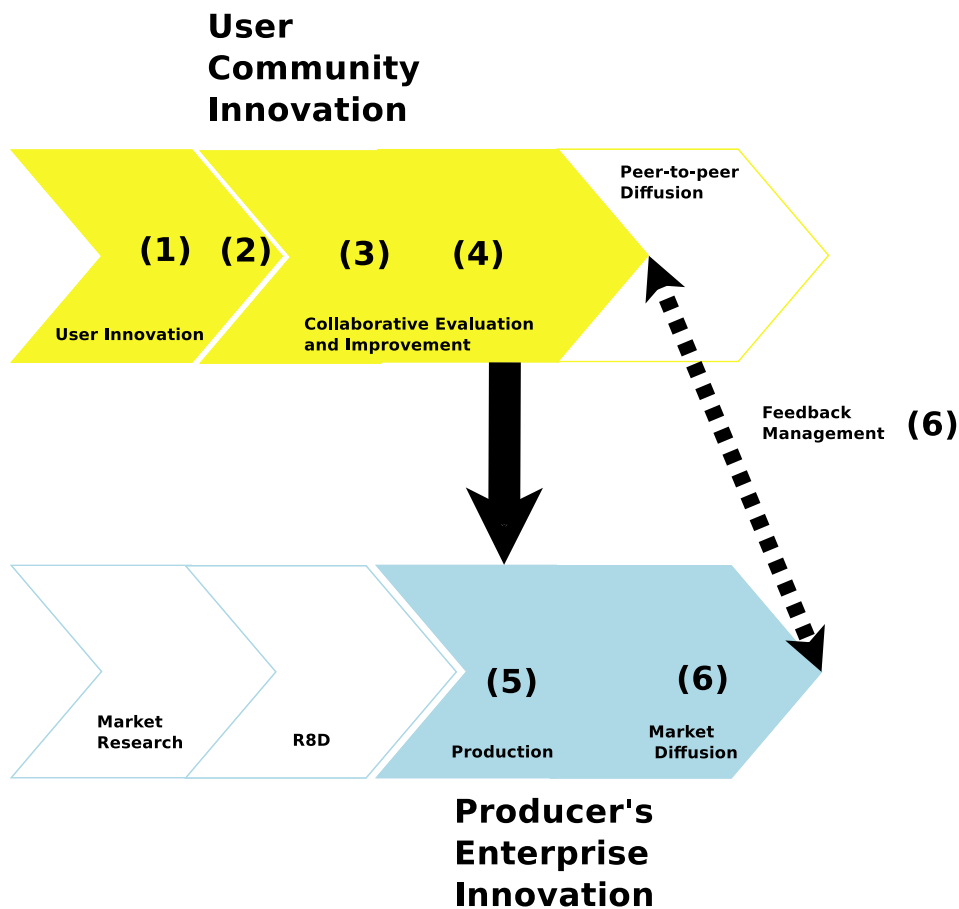 User
Community
Innovation
Peer-to-peer
Diffusion
(1)
(2)
(3)
(4)
User Innovation
Collaborative Evaluation
and Improvement
Feedback
Management
(6)
(5)
(6)
Market
Research
R8D
Production
Market
Diffusion
Producer's
Enterprise
Innovation